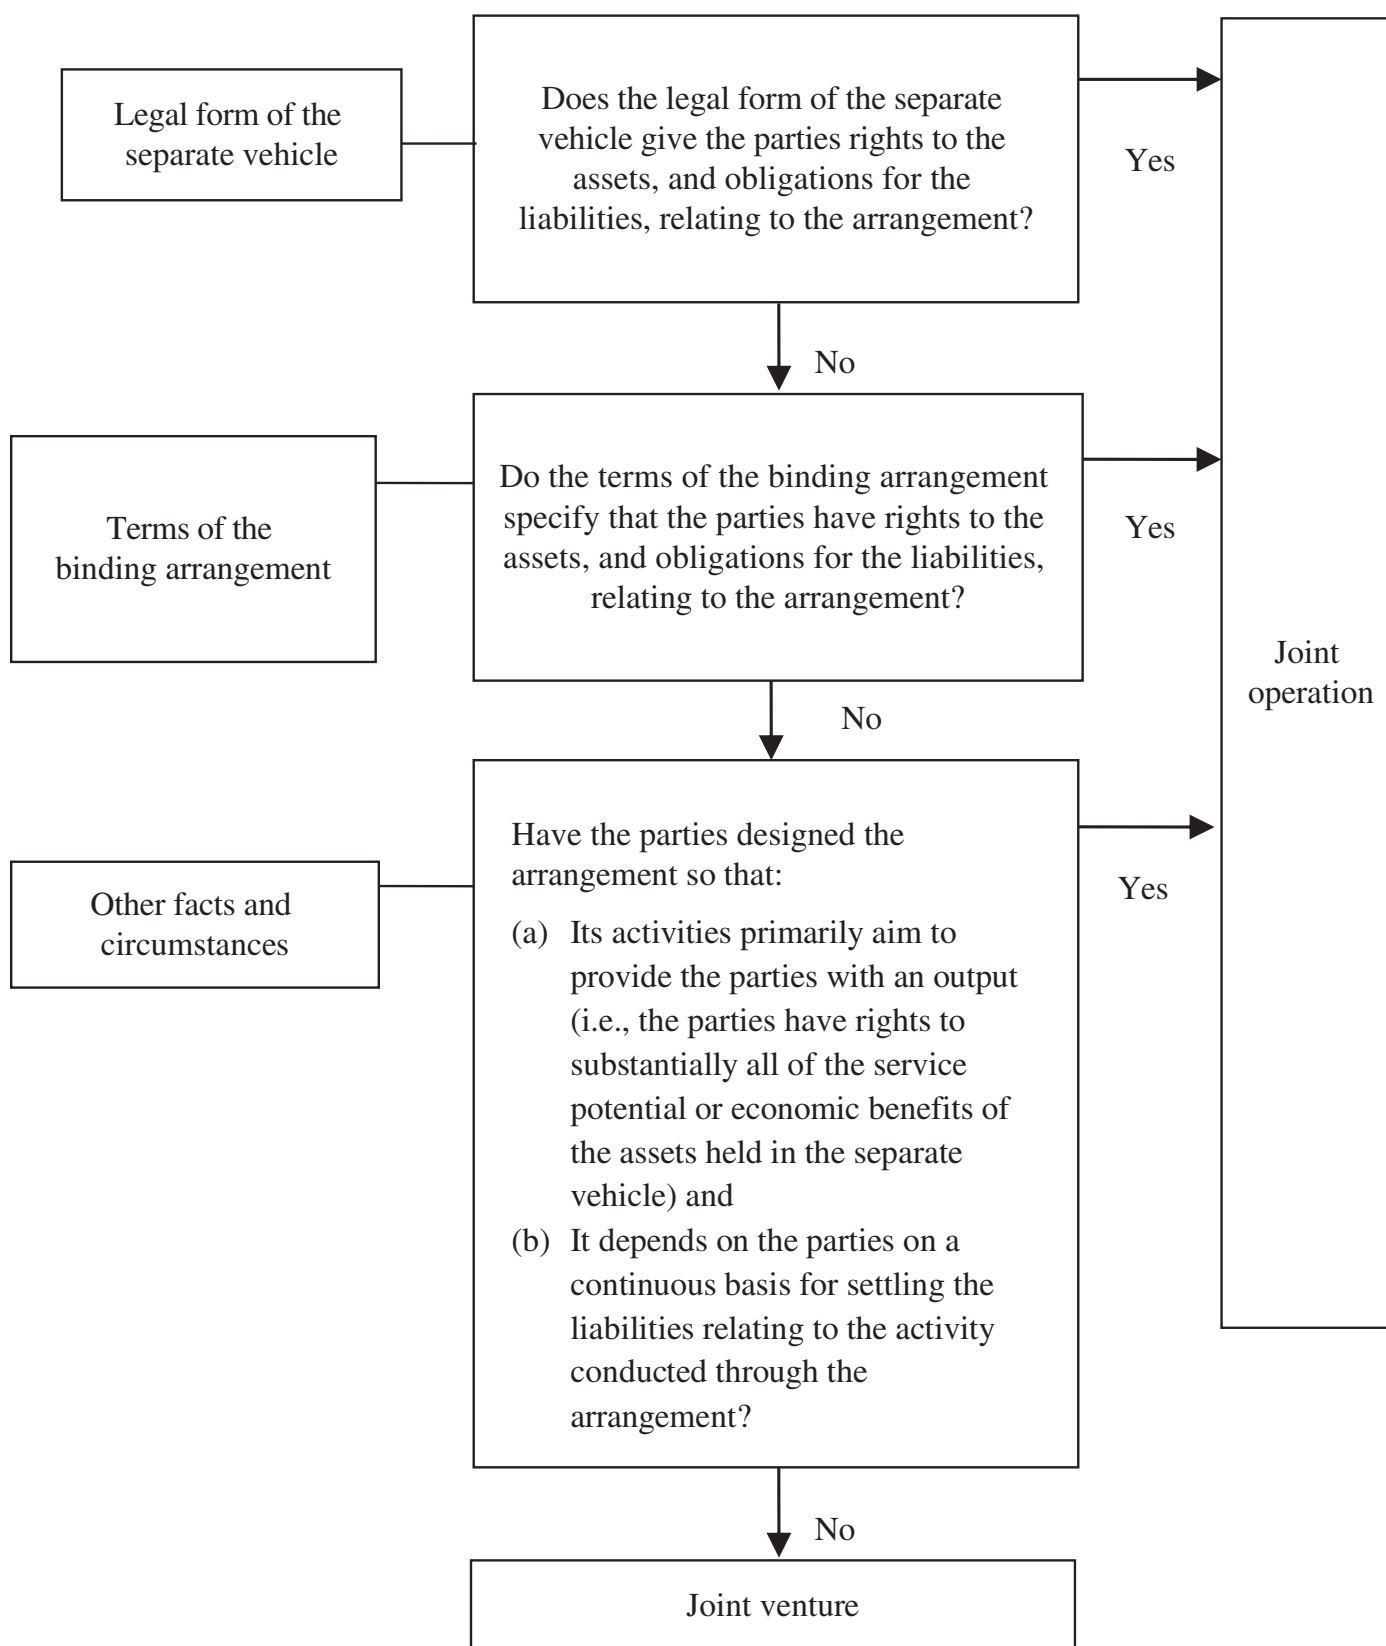 Legal form of the
separate vehicle
Does the legal form of the separate
vehicle give the parties rights to the
assets, and obligations for the
liabilities, relating to the arrangement?
Yes
No
Terms of the
binding arrangement
Do the terms of the binding arrangement
specify that the parties have rights to the
assets, and obligations for the liabilities,
relating to the arrangement?
Yes
No
Joint
operation
Other facts and
circumstances
Have the parties designed the
arrangement so that:
(a) Its activities primarily aim to
provide the parties with an output
(i.e., the parties have rights to
substantially all of the service
potential or economic benefits of
the assets held in the separate
vehicle) and
(b) It depends on the parties on a
continuous basis for settling the
liabilities relating to the activity
conducted through the
arrangement?
Yes
No
Joint venture